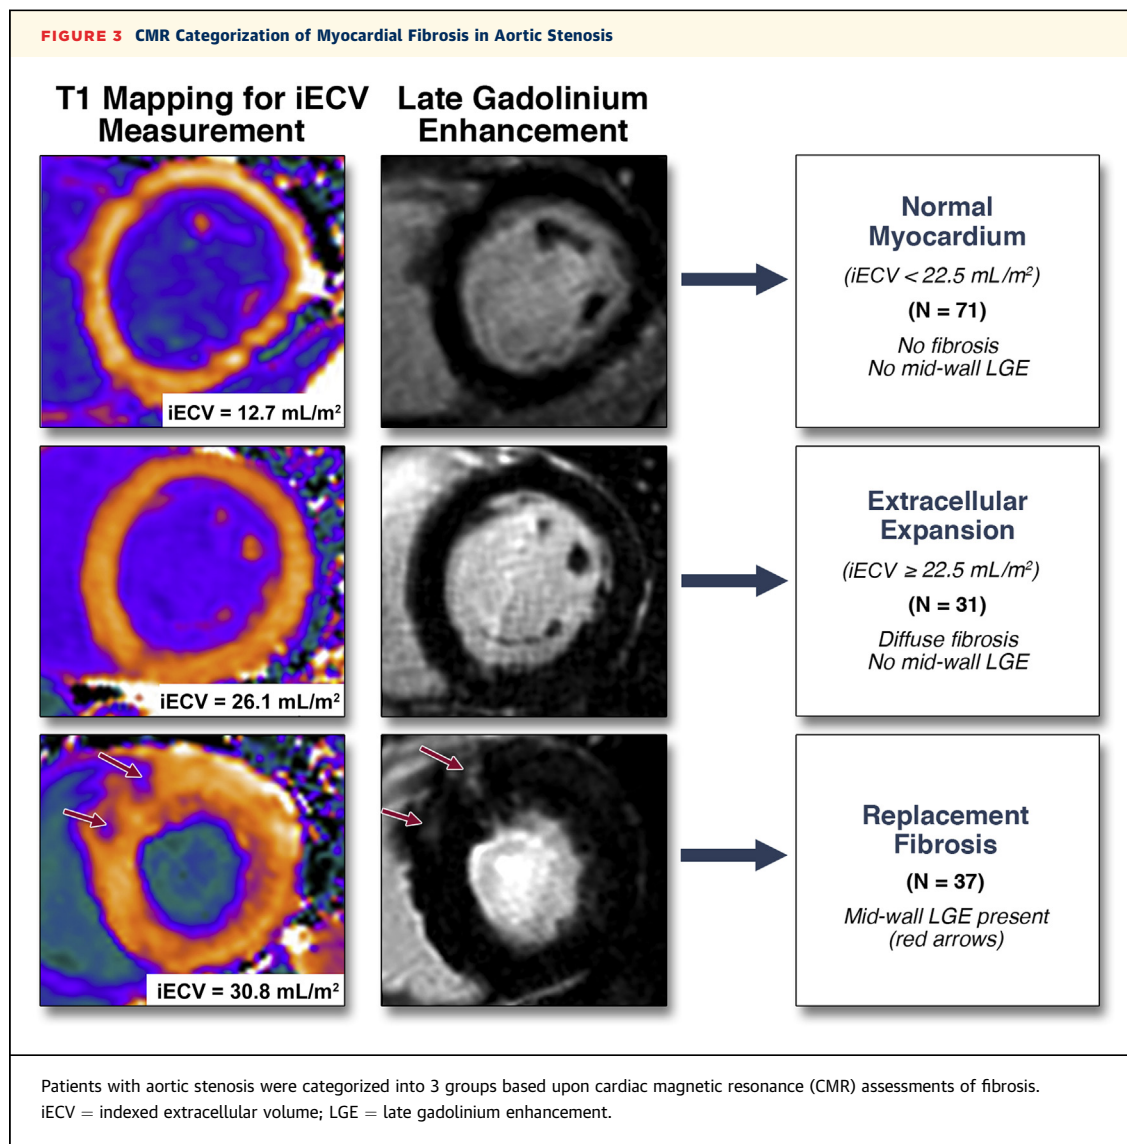 FIGURE 3 CMR Categorization of Myocardial Fibrosis in Aortic Stenosis
T1 Mapping for iECV
Measurement
Late Gadolinium
Enhancement
iECV = 12.7 mL/m²
Normal
Myocardium
(iECV < 22.5 mL/m²)
(N = 71)
No fibrosis
No mid-wall LGE
iECV = 26.1 mL/m²
Extracellular
Expansion
(iECV ≥ 22.5 mL/m²)
(N = 31)
Diffuse fibrosis
No mid-wall LGE
iECV = 30.8 mL/m²
Replacement
Fibrosis
(N = 37)
Mid-wall LGE present
(red arrows)
Patients with aortic stenosis were categorized into 3 groups based upon cardiac magnetic resonance (CMR) assessments of fibrosis.
iECV = indexed extracellular volume; LGE = late gadolinium enhancement.